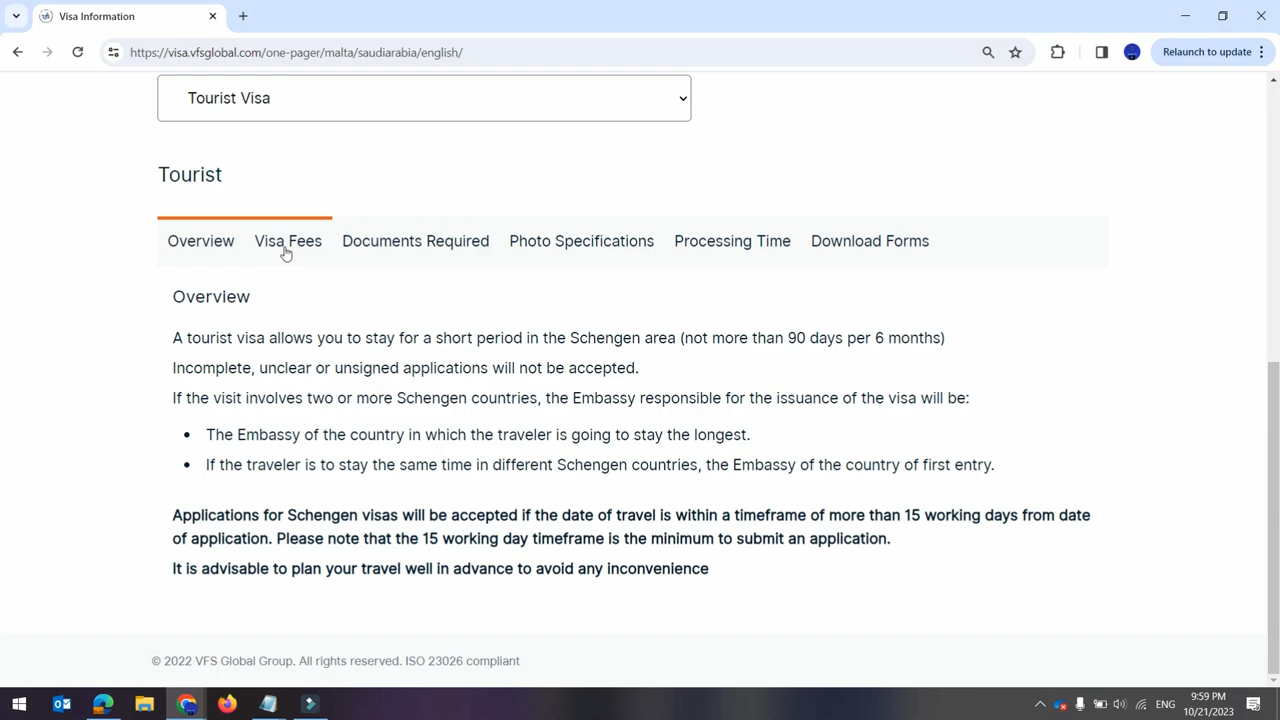 Visa Information
https://visa.vfsglobal.com/one-pager/malta/saudiarabia/english/
Relaunch to update
Tourist Visa
Tourist
Overview Visa Fees Documents Required Photo Specifications Processing Time Download Forms
Overview
A tourist visa allows you to stay for a short period in the Schengen area (not more than 90 days per 6 months)
Incomplete, unclear or unsigned applications will not be accepted.
If the visit involves two or more Schengen countries, the Embassy responsible for the issuance of the visa will be:
• The Embassy of the country in which the traveler is going to stay the longest.
• If the traveler is to stay the same time in different Schengen countries, the Embassy of the country of first entry.
Applications for Schengen visas will be accepted if the date of travel is within a timeframe of more than 15 working days from date
of application. Please note that the 15 working day timeframe is the minimum to submit an application.
It is advisable to plan your travel well in advance to avoid any inconvenience
© 2022 VFS Global Group. All rights reserved. ISO 23026 compliant
ENG
9:59 PM
10/21/2023